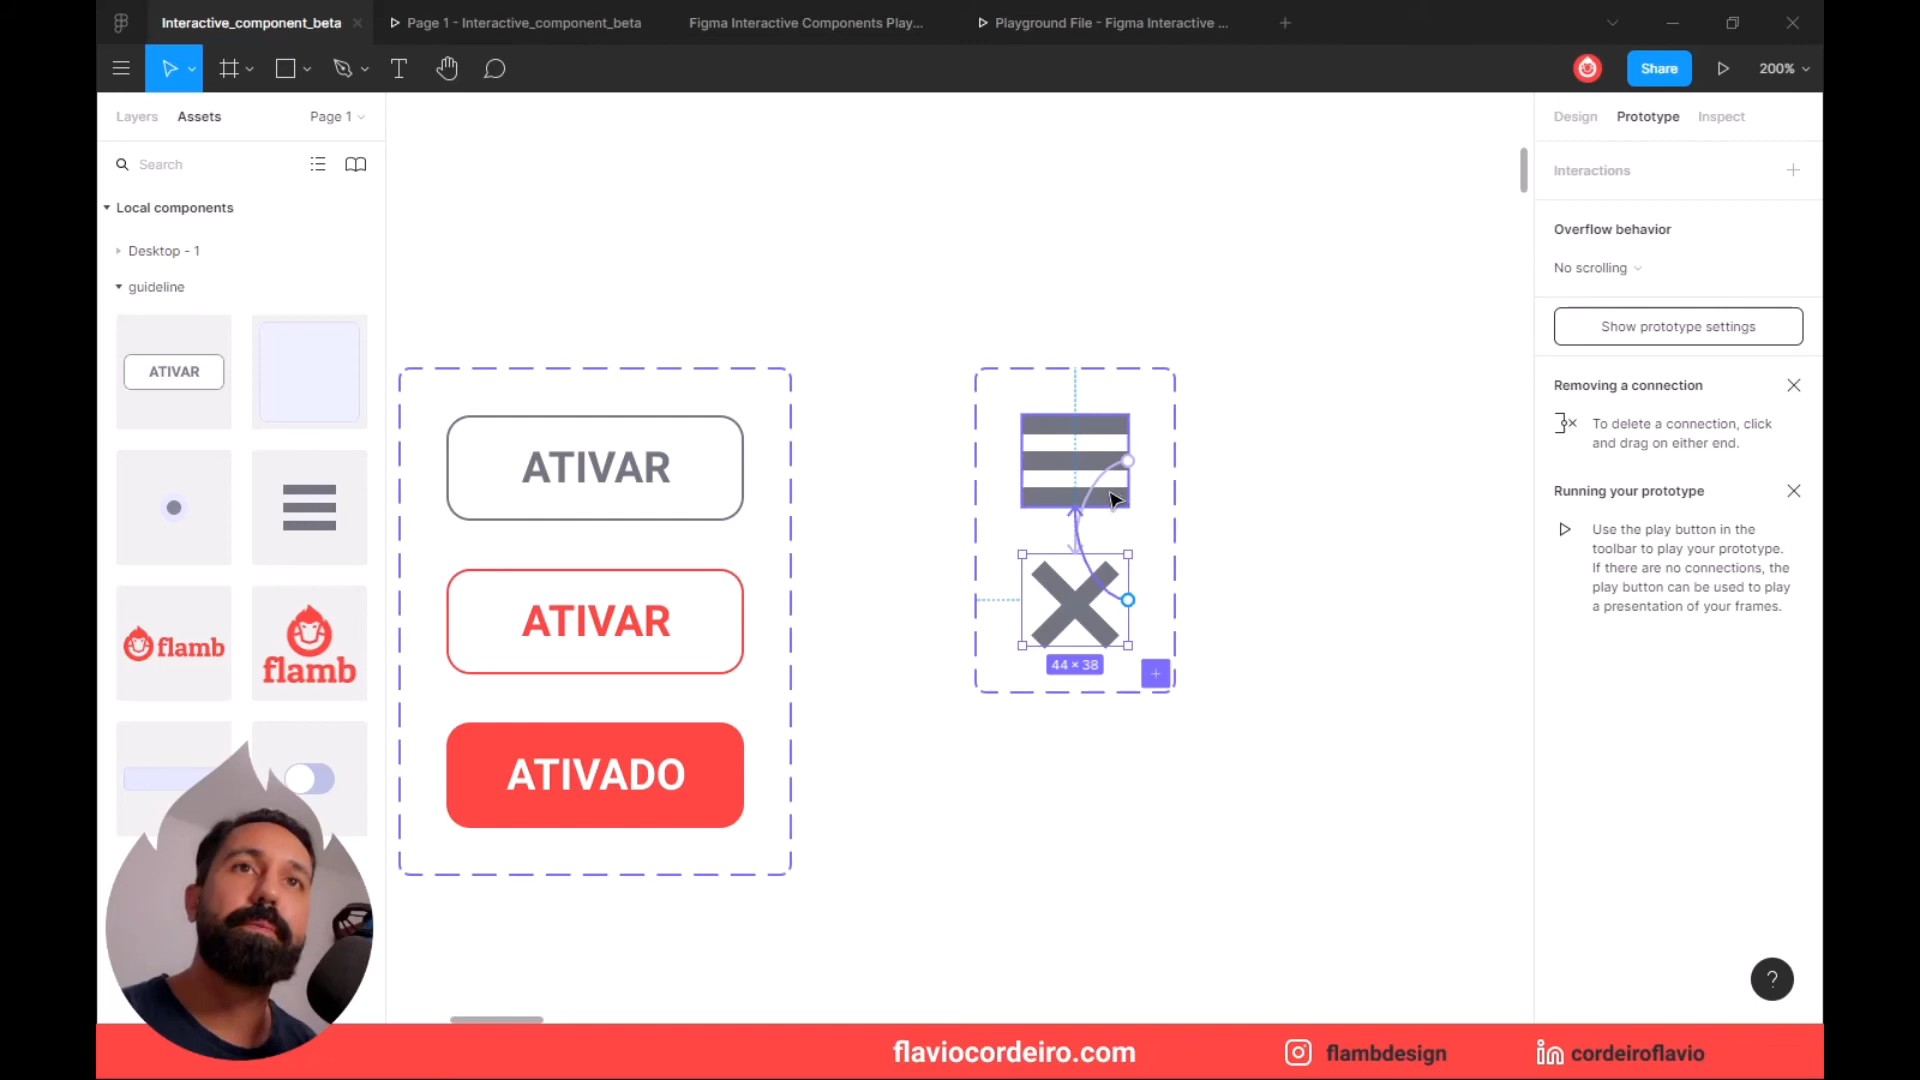 Interactive_component_beta
Page 1 - Interactive_component_beta
Figma Interactive Components Play...
Playground File - Figma Interactive ...
Share
200%
Layers
Assets
Page 1
Search
Local components
Desktop - 1
guideline
ATIVAR
flamb
flamb
ATIVAR
ATIVAR
ATIVADO
44 × 38
Design
Prototype
Inspect
Interactions
Overflow behavior
No scrolling
Show prototype settings
Removing a connection
To delete a connection, click
and drag on either end.
Running your prototype
Use the play button in the
toolbar to play your prototype.
If there are no connections, the
play button can be used to play
a presentation of your frames.
?
flaviocordeiro.com
flambdesign
in cordeiroflavio